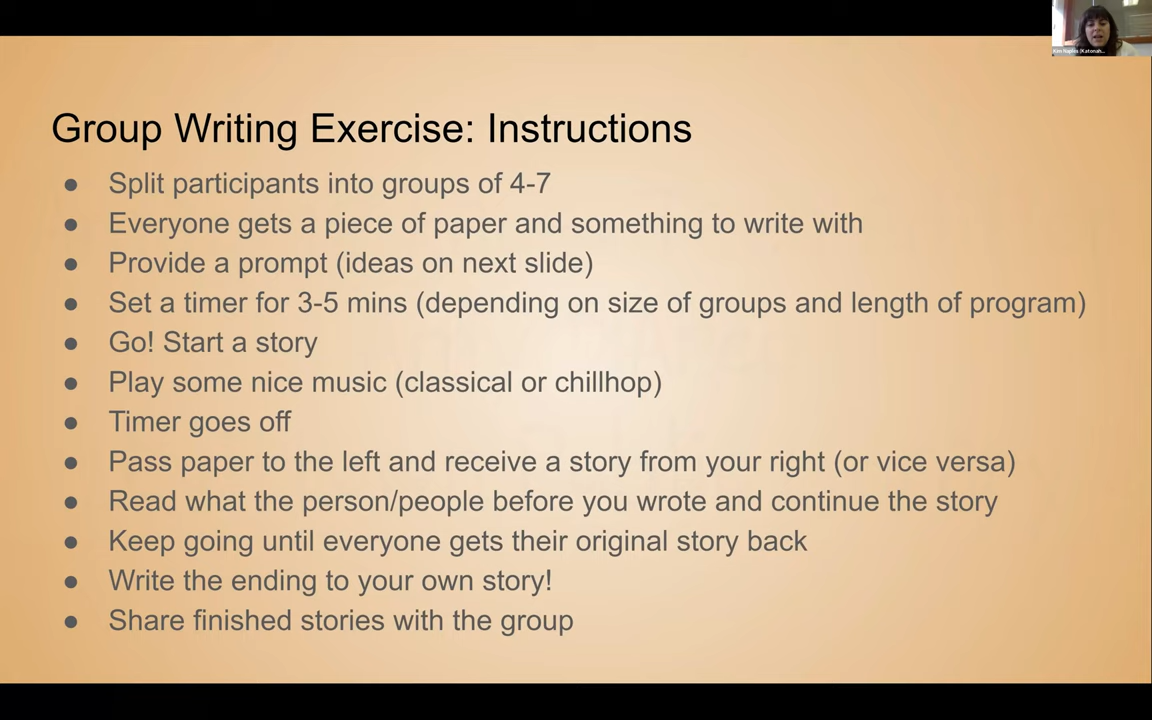 Kim Naples (Katonah...
Group Writing Exercise: Instructions
● Split participants into groups of 4-7
● Everyone gets a piece of paper and something to write with
● Provide a prompt (ideas on next slide)
● Set a timer for 3-5 mins (depending on size of groups and length of program)
● Go! Start a story
● Play some nice music (classical or chillhop)
● Timer goes off
● Pass paper to the left and receive a story from your right (or vice versa)
● Read what the person/people before you wrote and continue the story
● Keep going until everyone gets their original story back
● Write the ending to your own story!
● Share finished stories with the group